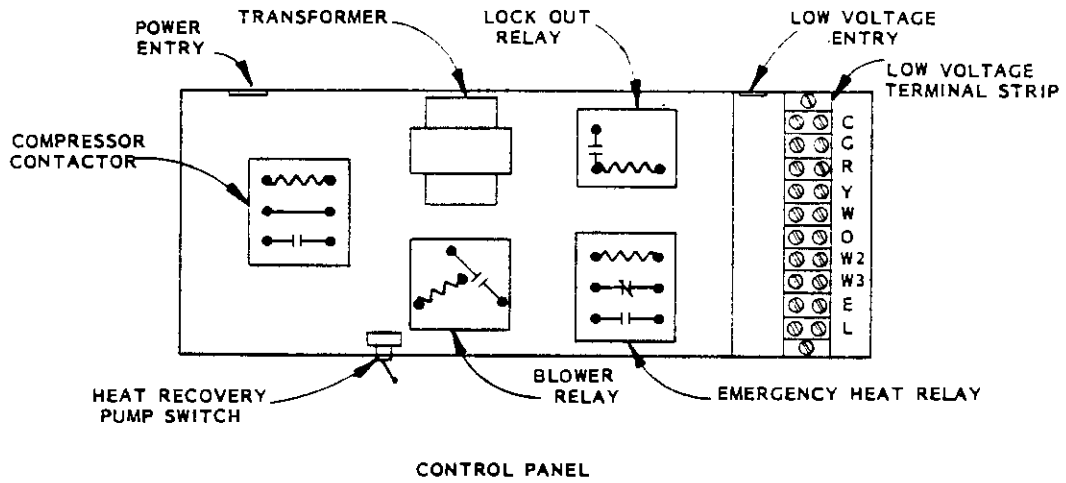 TRANSFORMER
LOCK OUT
RELAY
LOW VOLTAGE
ENTRY
POWER
ENTRY
LOW VOLTAGE
TERMINAL STRIP
COMPRESSOR
CONTACTOR
C
G
R
Y
W
O
W2
W3
E
L
HEAT RECOVERY
PUMP SWITCH
BLOWER
RELAY
EMERGENCY HEAT RELAY
CONTROL PANEL